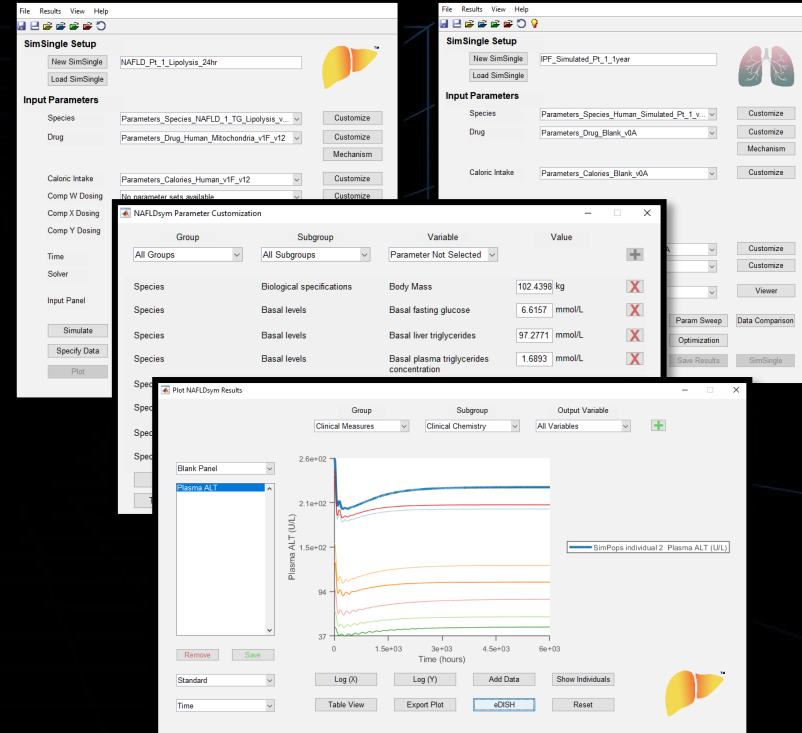 File Results View Help
SimSingle Setup
New SimSingle NAFLD_Pt_1_Lipolysis_24hr
™
Load SimSingle
Input Parameters
Species Parameters_Species_NAFLD_1_TG_Lipolysis_v... Customize
Drug Parameters_Drug_Human_Mitochondria_v1F_v12 Customize
Mechanism
Caloric Intake Parameters_Calories_Human_v1F_v12 Customize
Comp W Dosing No parameter sets available Customize
Comp X Dosing
Comp Y Dosing
Time
Solver
Input Panel
Simulate
Specify Data
Plot
File Results View Help
SimSingle Setup
New SimSingle IPF_Simulated_Pt_1_1year
Load SimSingle
Input Parameters
Species Parameters_Species_Human_Simulated_Pt_1_v... Customize
Drug Parameters_Drug_Blank_v0A Customize
Mechanism
Caloric Intake Parameters_Calories_Blank_v0A Customize
Customize
Customize
Viewer
Param Sweep Data Comparison
Optimization
Save Results SimSingle
NAFLDsym Parameter Customization
Group Subgroup Variable Value
All Groups All Subgroups Parameter Not Selected +
Species Biological specifications Body Mass 102.4398 kg X
Species Basal levels Basal fasting glucose 6.6157 mmol/L X
Species Basal levels Basal liver triglycerides 97.2771 mmol/L X
Species Basal levels Basal plasma triglycerides concentration 1.6893 mmol/L X
Plot NAFLDsym Results
Group Subgroup Output Variable
Clinical Measures Clinical Chemistry All Variables +
Blank Panel
Plasma ALT
Remove Save
Standard
Time
Plasma ALT (U/L)
2.6e+02
2.1e+02
1.5e+02
94
37
0 1.5e+03 3e+03 4.5e+03 6e+03
Time (hours)
SimPops individual 2 Plasma ALT (U/L)
Log (X) Log (Y) Add Data Show Individuals
Table View Export Plot eDISH Reset
™